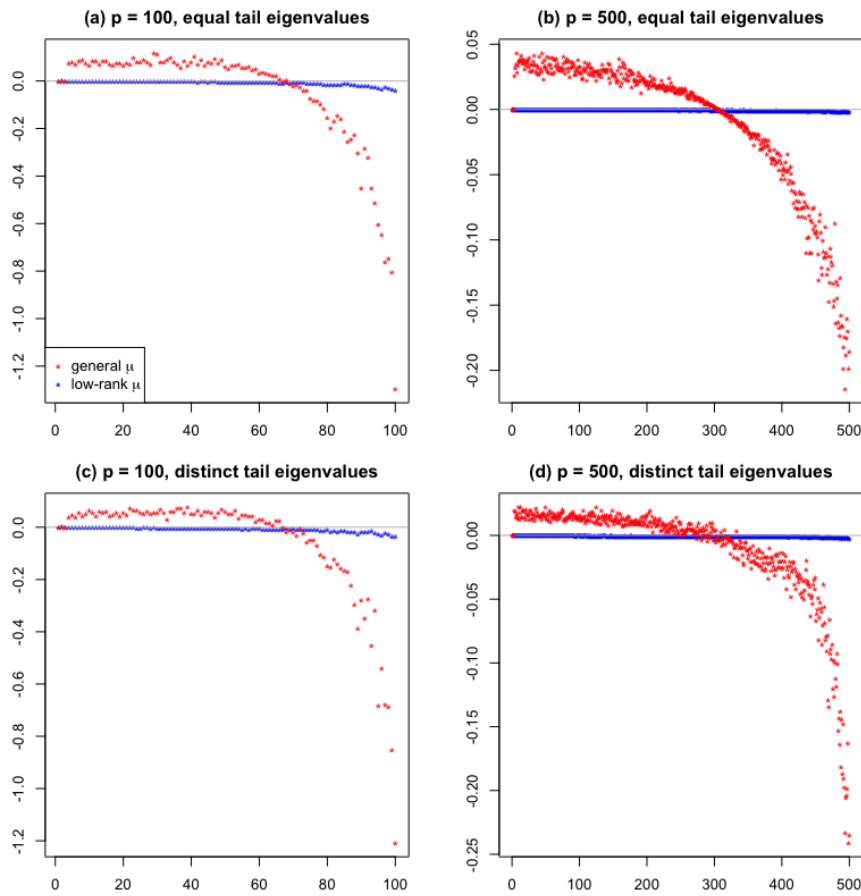 (a) p = 100, equal tail eigenvalues
0.0
-0.2
-0.4
-0.6
-0.8
-1.0
-1.2
general μ
low-rank μ
0 20 40 60 80 100
(b) p = 500, equal tail eigenvalues
0.05
0.00
-0.05
-0.10
-0.15
-0.20
0 100 200 300 400 500
(c) p = 100, distinct tail eigenvalues
0.0
-0.2
-0.4
-0.6
-0.8
-1.0
-1.2
0 20 40 60 80 100
(d) p = 500, distinct tail eigenvalues
0.00
-0.05
-0.10
-0.15
-0.20
-0.25
0 100 200 300 400 500